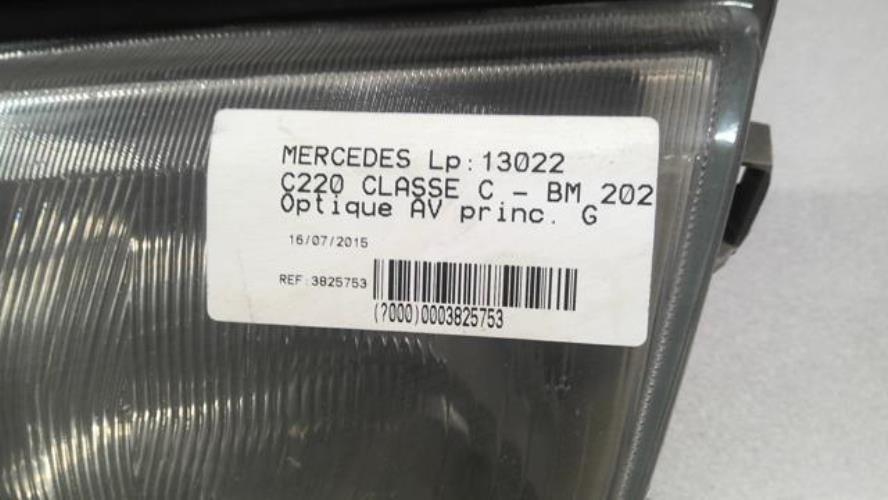 MERCEDES Lp:13022
C220 CLASSE C - BM 202
Optique AV princ. G
16/07/2015
REF:3825753
(?000)0003825753